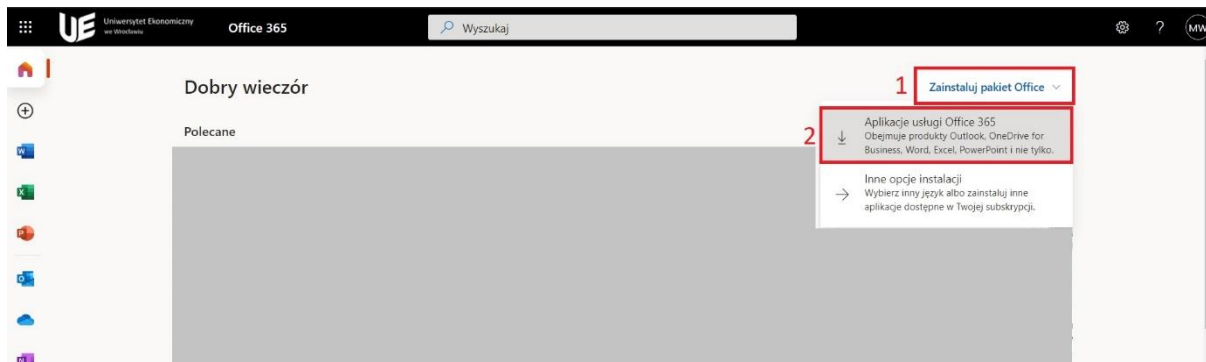 UE Uniwersytet Ekonomiczny
we Wrocławiu
Office 365
Wyszukaj
?
MW
Dobry wieczór
1
Zainstaluj pakiet Office
Polecane
2
Aplikacje usługi Office 365
Obejmuje produkty Outlook, OneDrive for
Business, Word, Excel, PowerPoint i nie tylko.
Inne opcje instalacji
Wybierz inny język albo zainstaluj inne
aplikacje dostępne w Twojej subskrypcji.